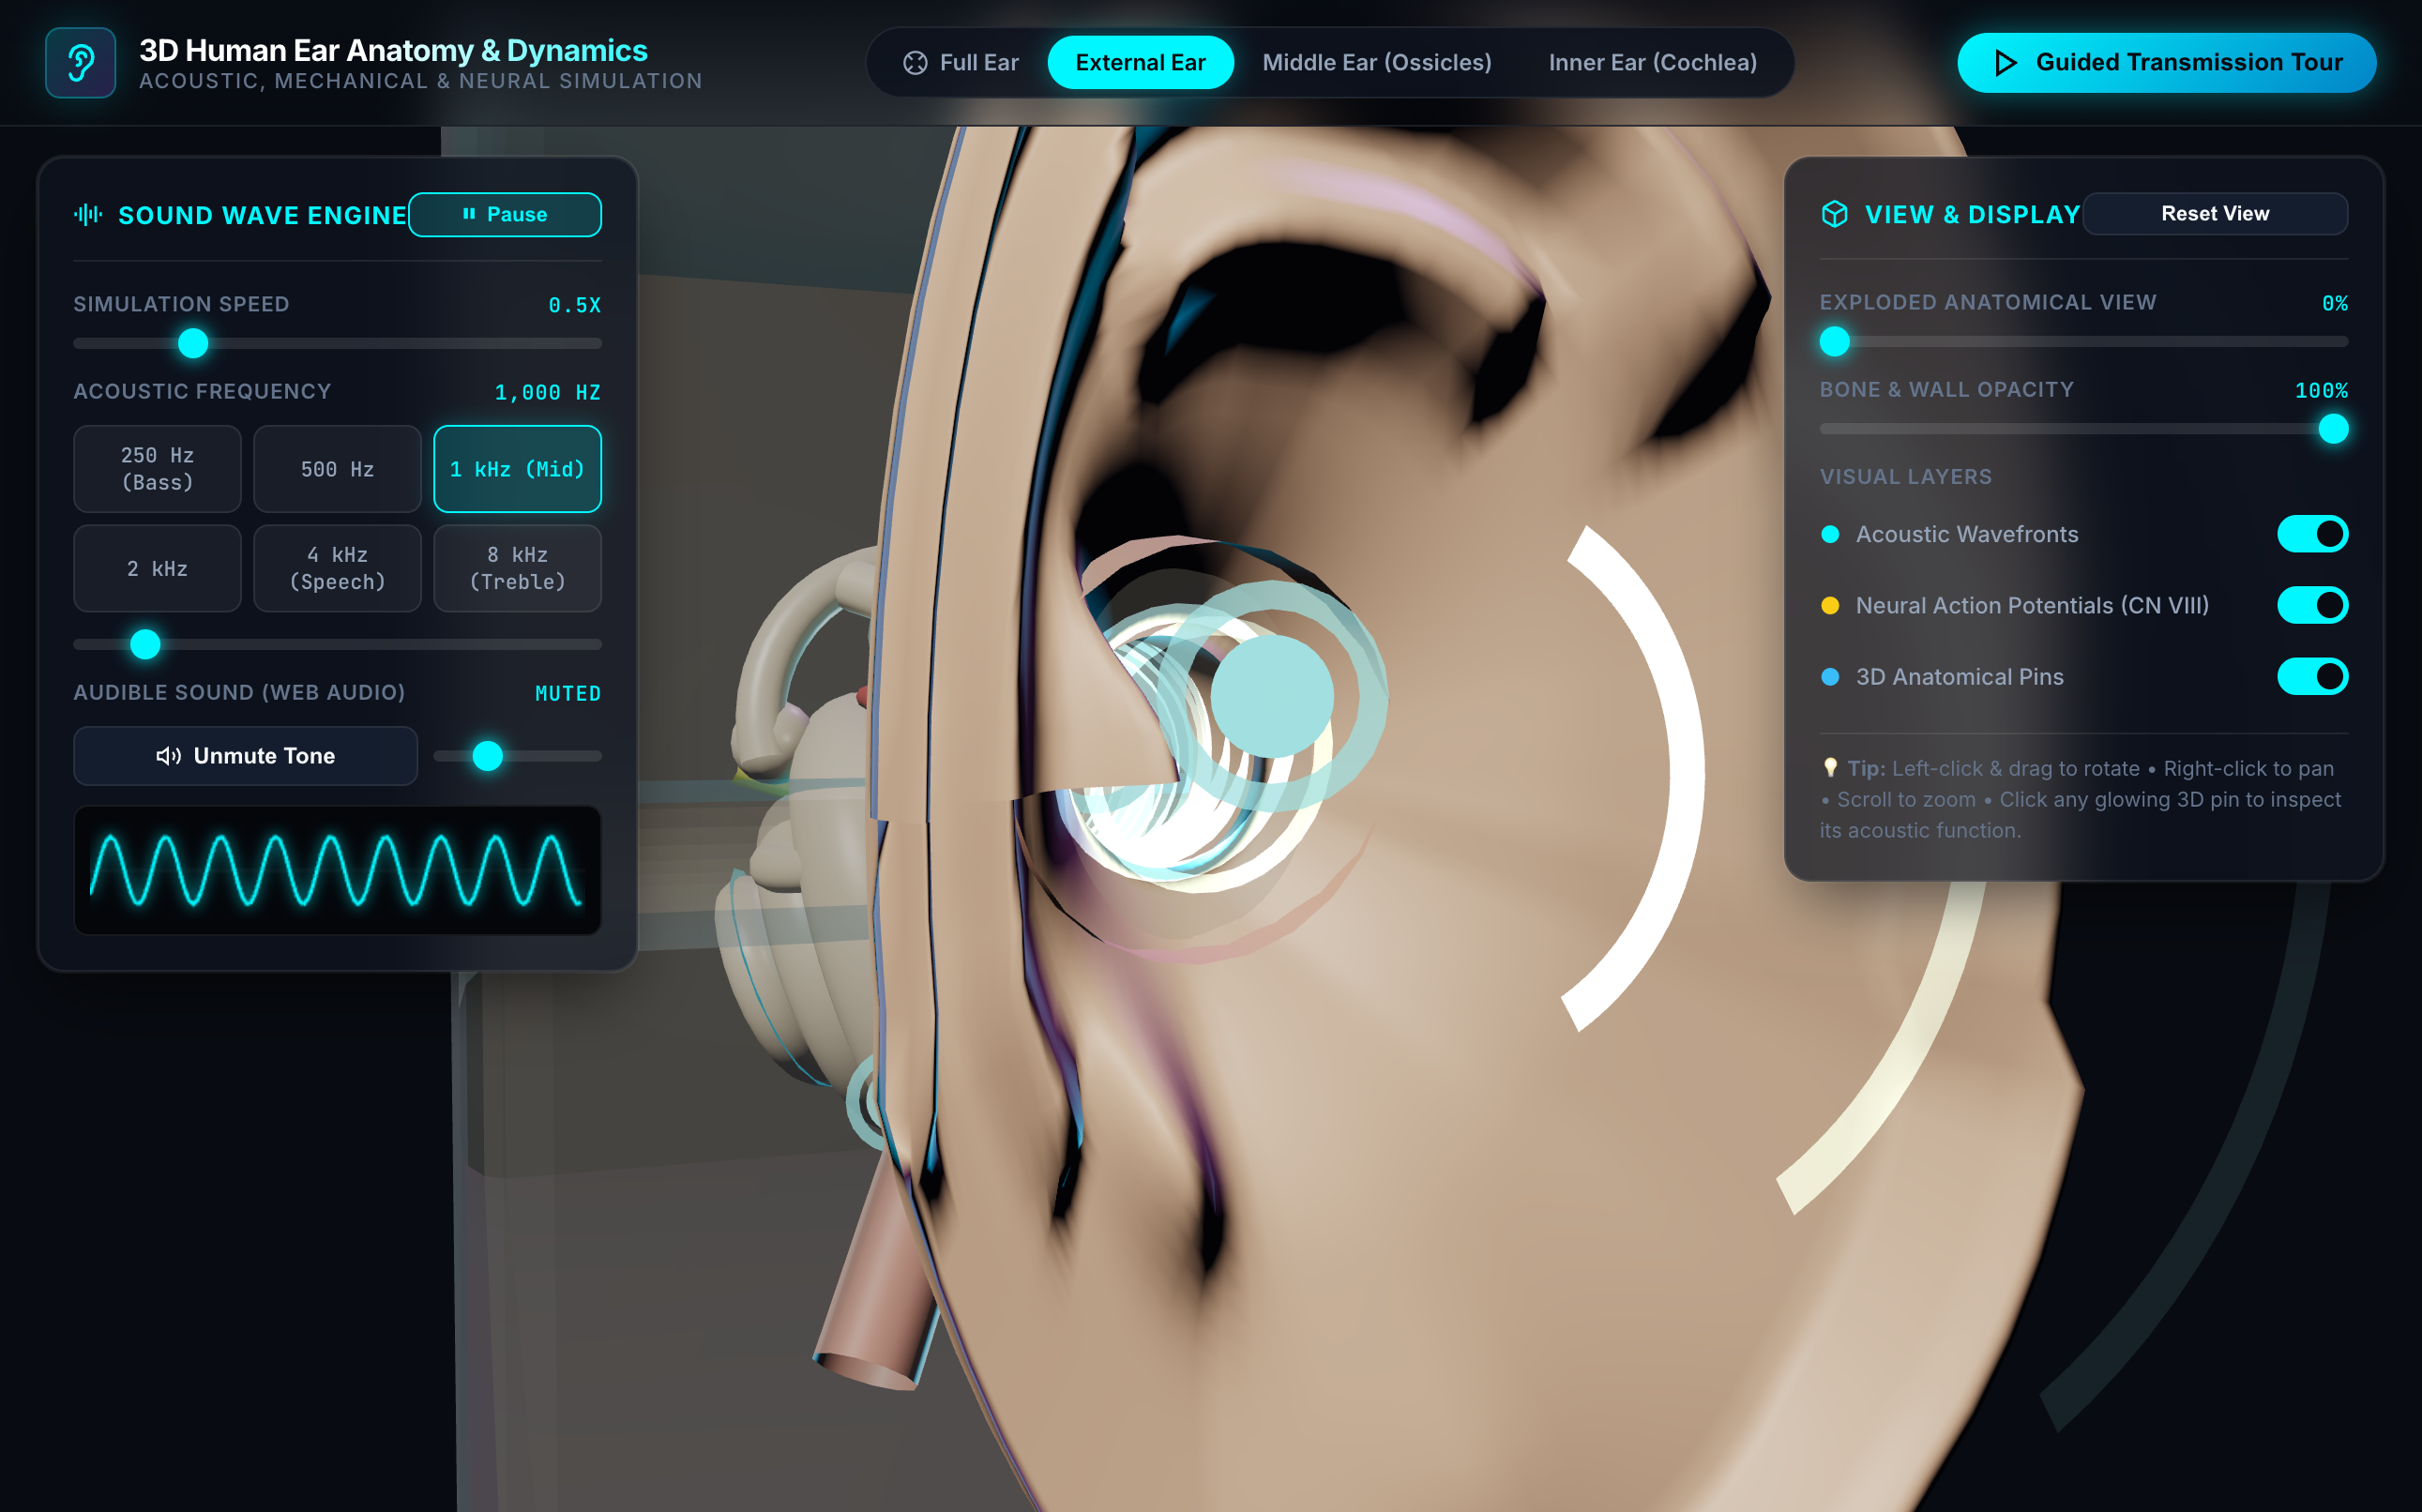 3D Human Ear Anatomy & Dynamics
ACOUSTIC, MECHANICAL & NEURAL SIMULATION
Full Ear
External Ear
Middle Ear (Ossicles)
Inner Ear (Cochlea)
Guided Transmission Tour
SOUND WAVE ENGINE
Pause
SIMULATION SPEED
0.5X
ACOUSTIC FREQUENCY
1,000 HZ
250 Hz
(Bass)
500 Hz
1 kHz (Mid)
2 kHz
4 kHz
(Speech)
8 kHz
(Treble)
AUDIBLE SOUND (WEB AUDIO)
MUTED
Unmute Tone
VIEW & DISPLAY
Reset View
EXPLODED ANATOMICAL VIEW
0%
BONE & WALL OPACITY
100%
VISUAL LAYERS
Acoustic Wavefronts
Neural Action Potentials (CN VIII)
3D Anatomical Pins
Tip: Left-click & drag to rotate • Right-click to pan
• Scroll to zoom • Click any glowing 3D pin to inspect
its acoustic function.